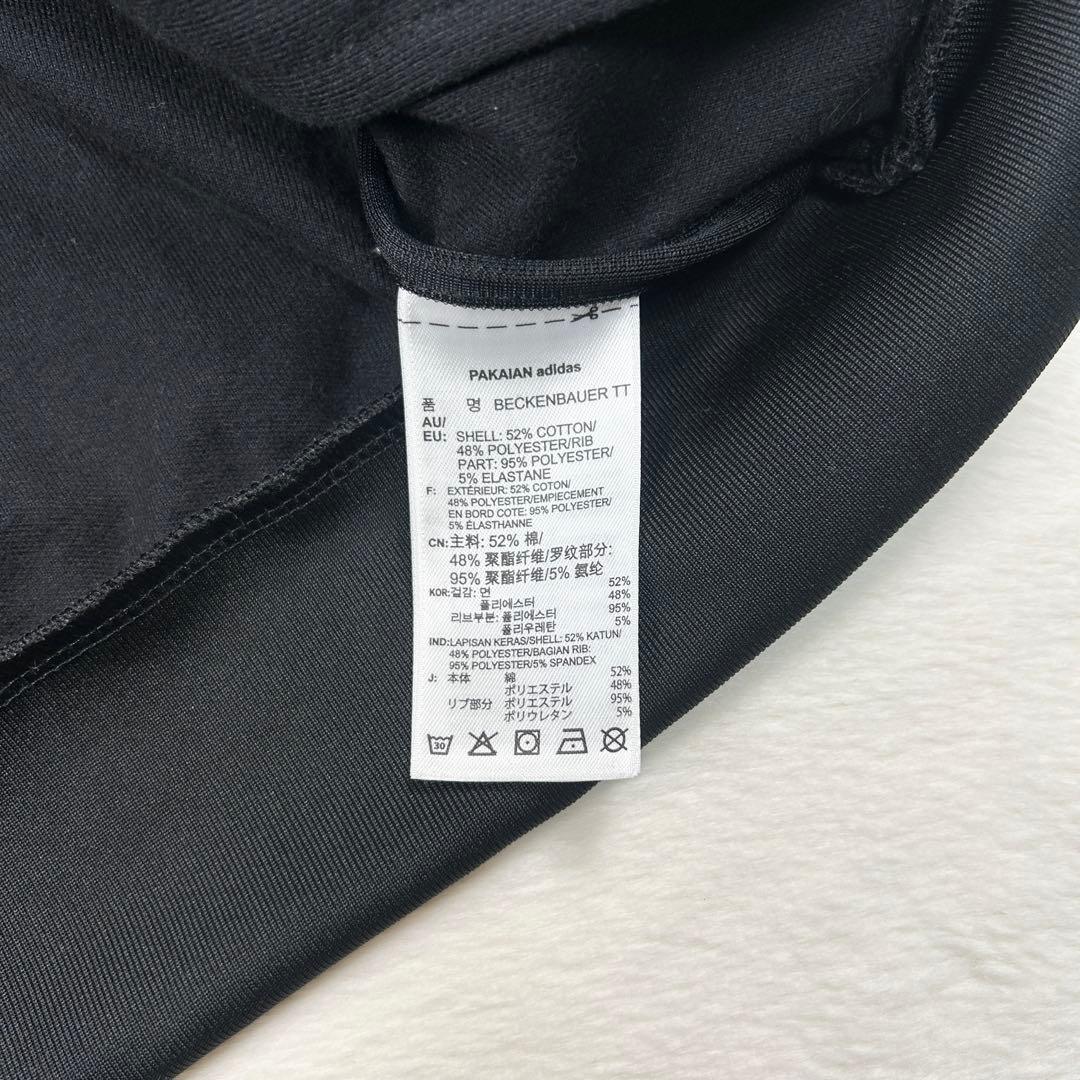 PAKAIAN adidas
품 명 BECKENBAUER TT
AU/
EU: SHELL: 52% COTTON/
48% POLYESTER/RIB
PART: 95% POLYESTER/
5% ELASTANE
F: EXTÉRIEUR: 52% COTON/
48% POLYESTER/EMPIECEMENT
EN BORD COTE: 95% POLYESTER/
5% ÉLASTHANNE
CN: 主料: 52% 棉/
48% 聚酯纤维/罗纹部分:
95% 聚酯纤维/5% 氨纶
KOR: 겉감: 면 52%
폴리에스터 48%
리브부분: 폴리에스터 95%
폴리우레탄 5%
IND: LAPISAN KERAS/SHELL: 52% KATUN/
48% POLYESTER/BAGIAN RIB:
95% POLYESTER/5% SPANDEX
J: 本体 綿 52%
ポリエステル 48%
リブ部分 ポリエステル 95%
ポリウレタン 5%
30